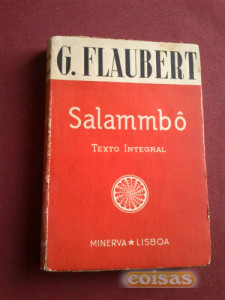 G. FLAUBERT
Salammbô
TEXTO INTEGRAL
MINERVA ★ LISBOA
coisas